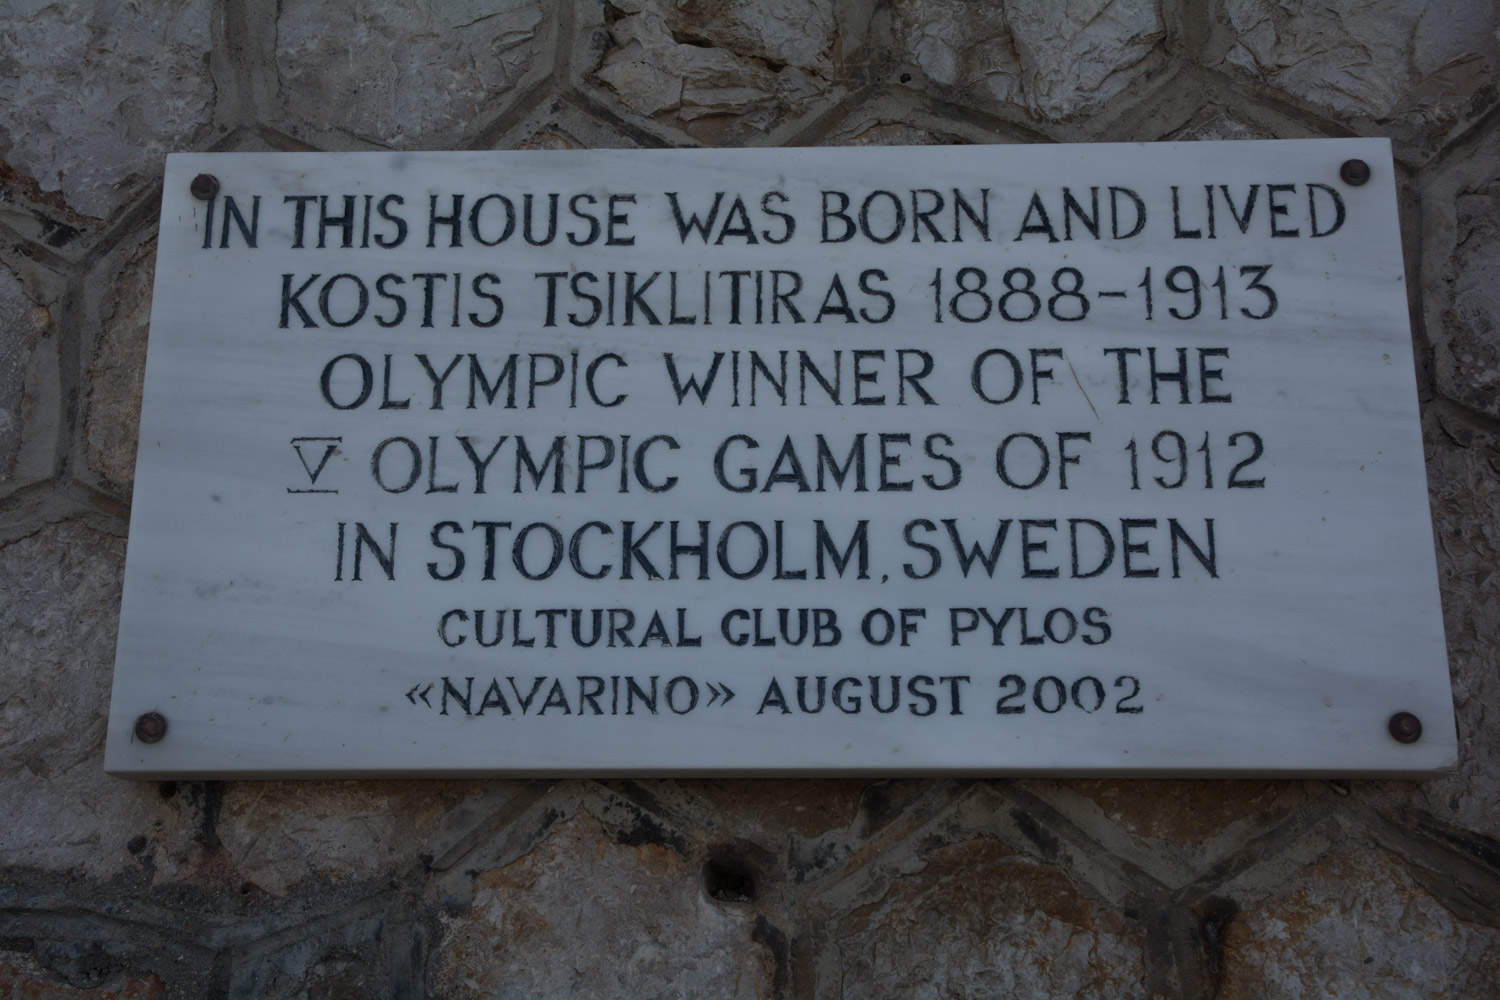 IN THIS HOUSE WAS BORN AND LIVED
KOSTIS TSIKLITIRAS 1888-1913
OLYMPIC WINNER OF THE
V OLYMPIC GAMES OF 1912
IN STOCKHOLM, SWEDEN
CULTURAL CLUB OF PYLOS
«NAVARINO» AUGUST 2002